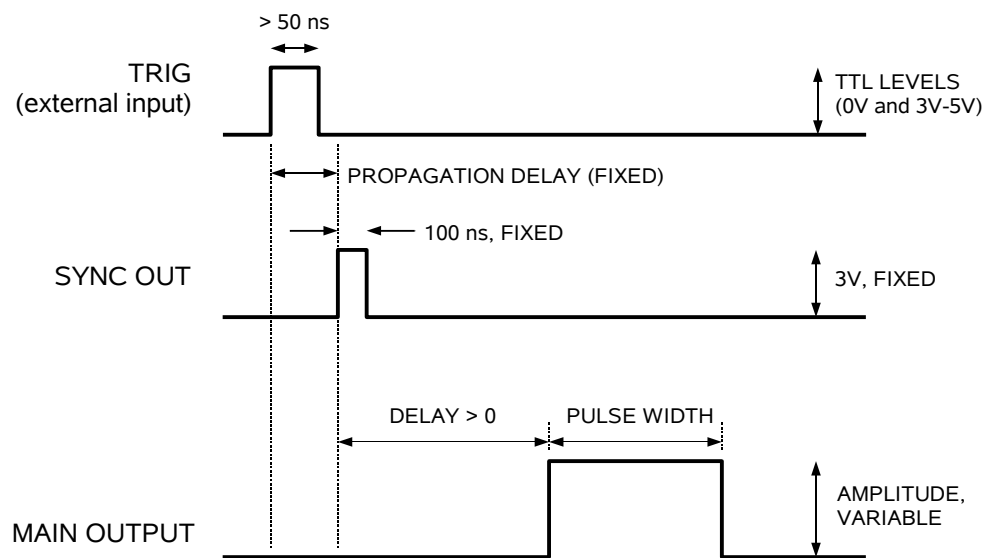 > 50 ns
TRIG
(external input)
TTL LEVELS
(0V and 3V-5V)
PROPAGATION DELAY (FIXED)
100 ns, FIXED
SYNC OUT
3V, FIXED
DELAY > 0
PULSE WIDTH
AMPLITUDE,
VARIABLE
MAIN OUTPUT